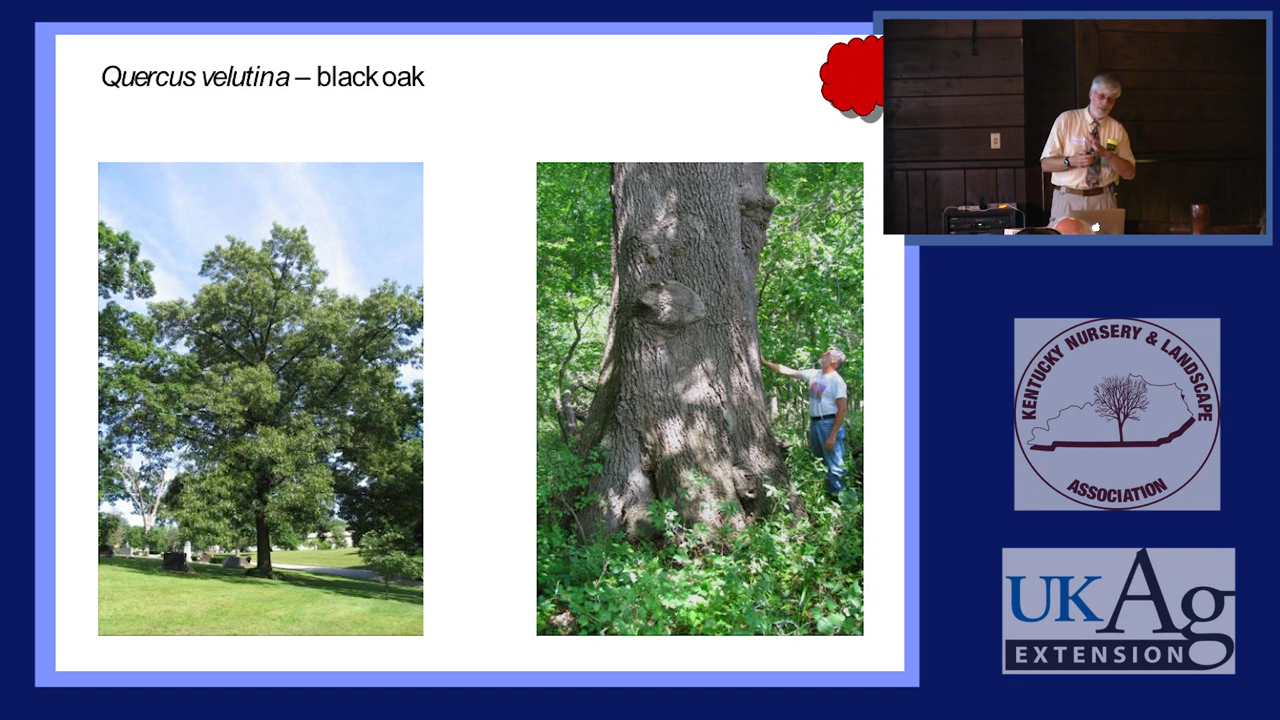 Quercus velutina – black oak
KENTUCKY NURSERY & LANDSCAPE
ASSOCIATION
UKAg
EXTENSION